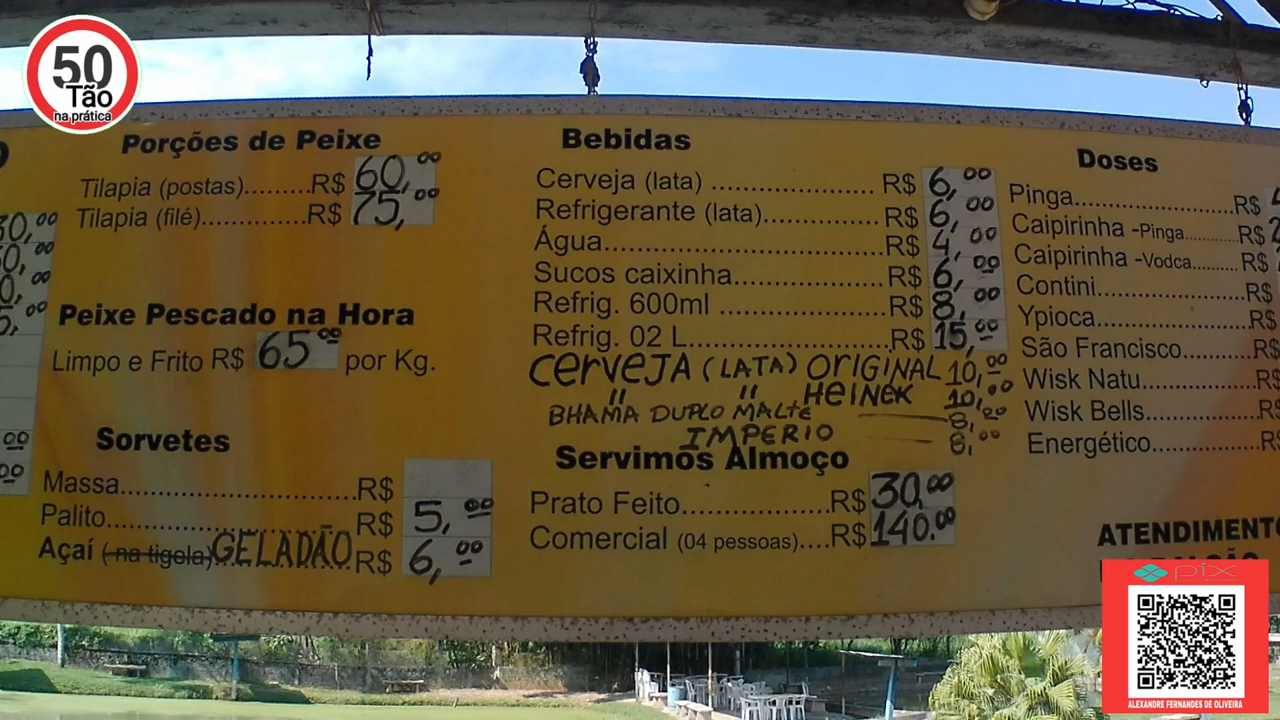 50
Tão
na prática
Porções de Peixe
Tilapia (postas)..........R$ 60,00
Tilapia (filé)................R$ 75,00
Peixe Pescado na Hora
Limpo e Frito R$ 65,00 por Kg.
Sorvetes
Massa...................................R$
Palito.....................................R$ 5,00
Açaí (na tigela) GELADÃO R$ 6,00
Bebidas
Cerveja (lata) ........................ R$ 6,00
Refrigerante (lata)..................R$ 6,00
Água.......................................R$ 4,00
Sucos caixinha.......................R$ 6,00
Refrig. 600ml .........................R$ 8,00
Refrig. 02 L.............................R$ 15,00
CERVEJA (LATA) ORIGINAL 10,00
" " HEINEK 10,00
BHAMA DUPLO MALTE 8,00
IMPERIO 8,00
Servimos Almoço
Prato Feito.....................R$ 30,00
Comercial (04 pessoas)....R$ 140,00
Doses
Pinga..........................R$
Caipirinha -Pinga...........R$
Caipirinha -Vodca..........R$
Contini.........................R$
Ypioca.........................R$
São Francisco.............R$
Wisk Natu...................R$
Wisk Bells...................R$
Energético..................R$
ATENDIMENTO
pix
ALEXANDRE FERNANDES DE OLIVEIRA